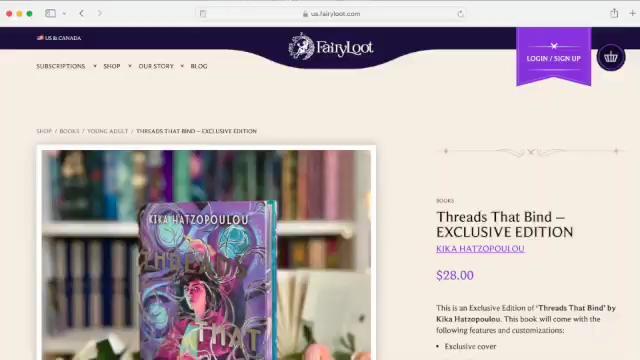 us.fairyloot.com
US & CANADA
FairyLoot
SUBSCRIPTIONS SHOP OUR STORY BLOG
LOGIN / SIGN UP
SHOP / BOOKS / YOUNG ADULT / THREADS THAT BIND – EXCLUSIVE EDITION
KIKA HATZOPOULOU
THREADS
THAT
BOOKS
Threads That Bind –
EXCLUSIVE EDITION
KIKA HATZOPOULOU
$28.00
This is an Exclusive Edition of ‘Threads That Bind’ by
Kika Hatzopoulou. This book will come with the
following features and customizations:
• Exclusive cover